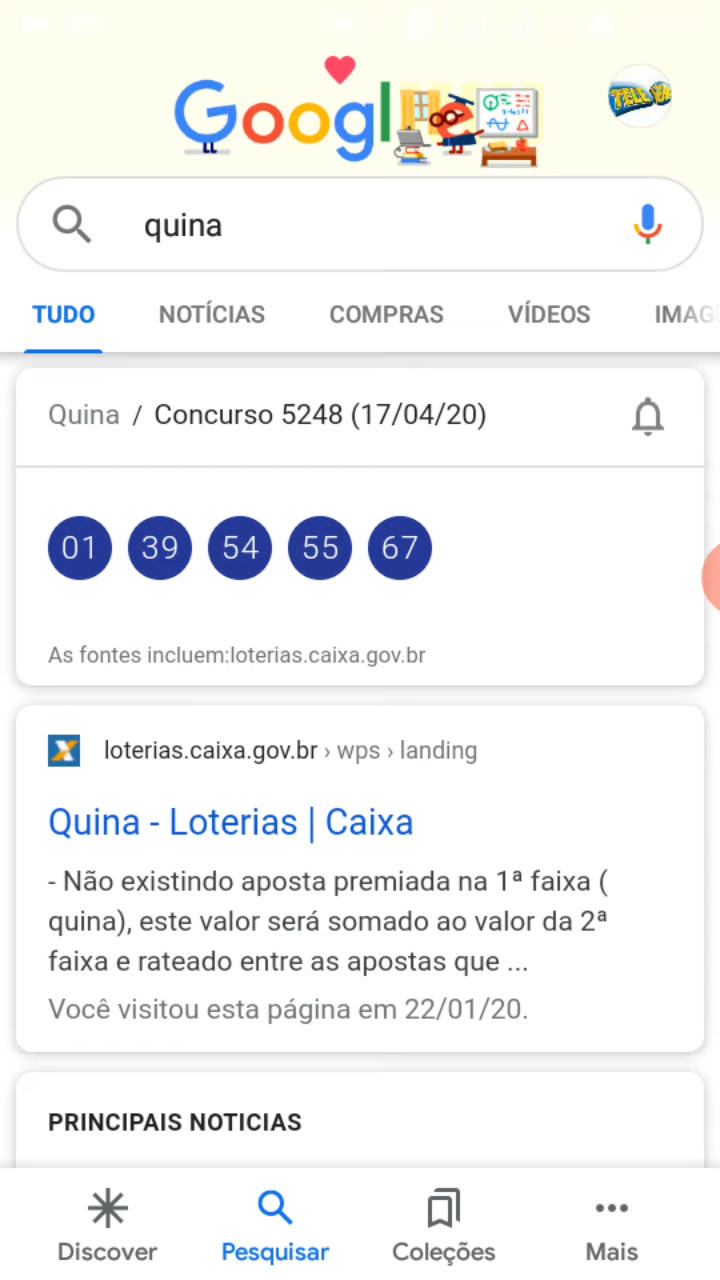 Google
quina
TUDO NOTÍCIAS COMPRAS VÍDEOS IMAG
Quina / Concurso 5248 (17/04/20)
01 39 54 55 67
As fontes incluem:loterias.caixa.gov.br
loterias.caixa.gov.br › wps › landing
Quina - Loterias | Caixa
- Não existindo aposta premiada na 1ª faixa (
quina), este valor será somado ao valor da 2ª
faixa e rateado entre as apostas que ...
Você visitou esta página em 22/01/20.
PRINCIPAIS NOTICIAS
Discover Pesquisar Coleções Mais